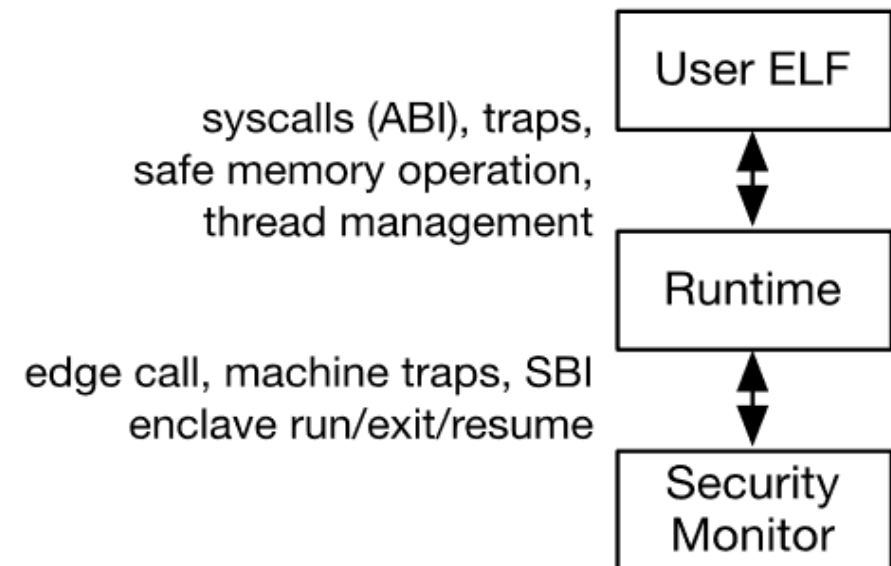 User ELF
syscalls (ABI), traps,
safe memory operation,
thread management
Runtime
edge call, machine traps, SBI
enclave run/exit/resume
Security
Monitor